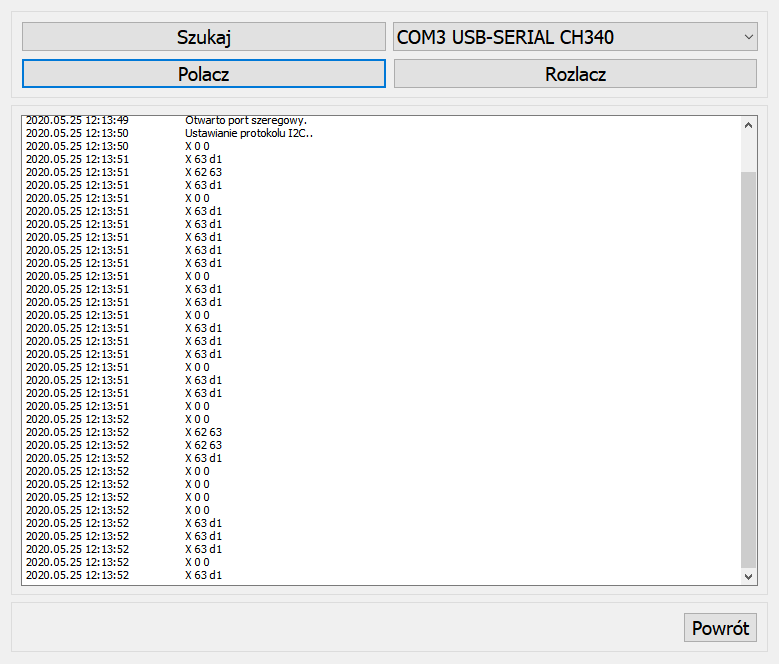 Szukaj COM3 USB-SERIAL CH340
Polacz Rozlacz
2020.05.25 12:13:49 Otwarto port szeregowy.
2020.05.25 12:13:50 Ustawianie protokolu I2C..
2020.05.25 12:13:50 X 0 0
2020.05.25 12:13:51 X 63 d1
2020.05.25 12:13:51 X 62 63
2020.05.25 12:13:51 X 63 d1
2020.05.25 12:13:51 X 0 0
2020.05.25 12:13:51 X 63 d1
2020.05.25 12:13:51 X 63 d1
2020.05.25 12:13:51 X 63 d1
2020.05.25 12:13:51 X 63 d1
2020.05.25 12:13:51 X 63 d1
2020.05.25 12:13:51 X 0 0
2020.05.25 12:13:51 X 63 d1
2020.05.25 12:13:51 X 63 d1
2020.05.25 12:13:51 X 0 0
2020.05.25 12:13:51 X 63 d1
2020.05.25 12:13:51 X 63 d1
2020.05.25 12:13:51 X 63 d1
2020.05.25 12:13:51 X 0 0
2020.05.25 12:13:51 X 63 d1
2020.05.25 12:13:51 X 63 d1
2020.05.25 12:13:51 X 0 0
2020.05.25 12:13:52 X 0 0
2020.05.25 12:13:52 X 62 63
2020.05.25 12:13:52 X 62 63
2020.05.25 12:13:52 X 63 d1
2020.05.25 12:13:52 X 0 0
2020.05.25 12:13:52 X 0 0
2020.05.25 12:13:52 X 0 0
2020.05.25 12:13:52 X 0 0
2020.05.25 12:13:52 X 63 d1
2020.05.25 12:13:52 X 63 d1
2020.05.25 12:13:52 X 63 d1
2020.05.25 12:13:52 X 0 0
2020.05.25 12:13:52 X 63 d1
Powrót